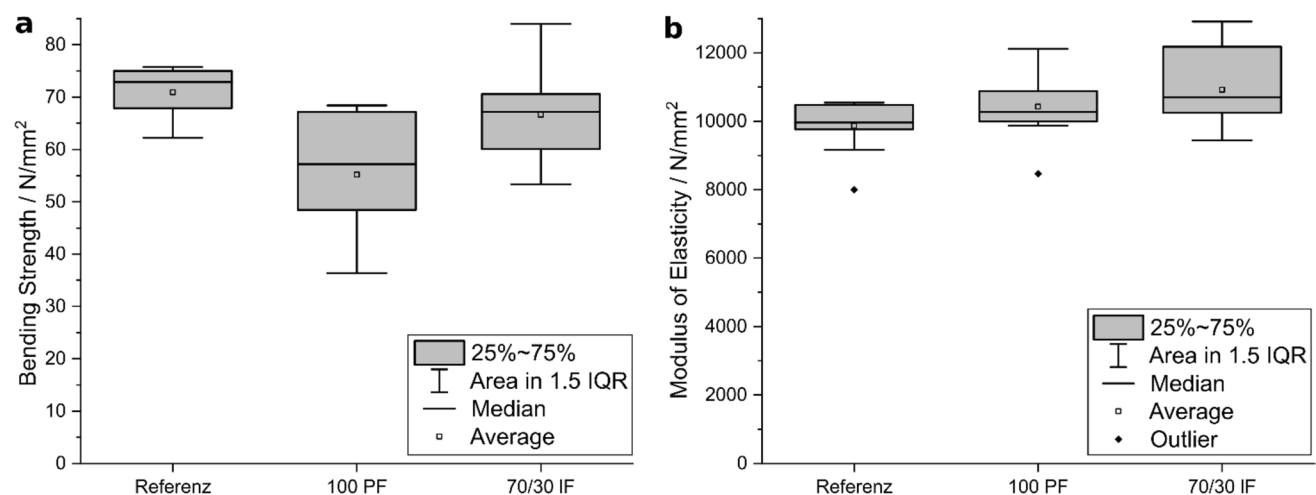 a
Bending Strength / N/mm²
80
70
60
50
40
30
20
10
0
Referenz
100 PF
70/30 IF
25%~75%
Area in 1.5 IQR
Median
Average
b
Modulus of Elasticity / N/mm²
12000
10000
8000
6000
4000
2000
0
Referenz
100 PF
70/30 IF
25%~75%
Area in 1.5 IQR
Median
Average
Outlier